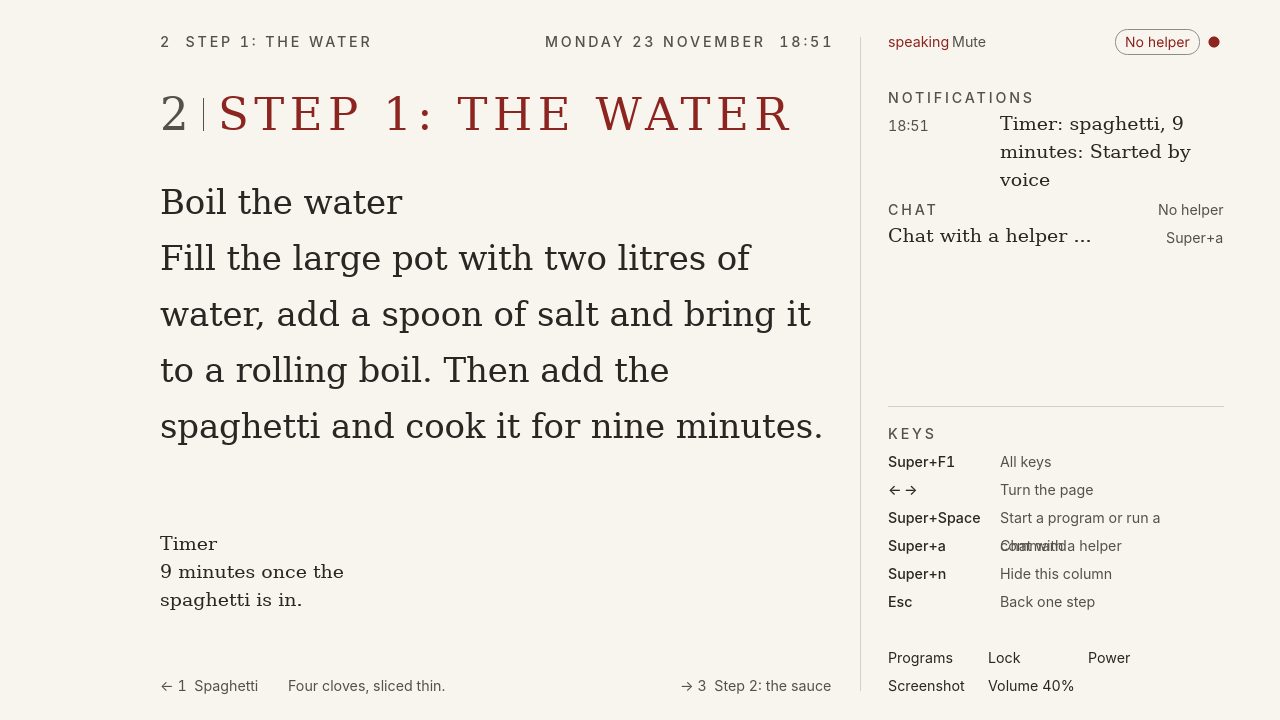 2 STEP 1: THE WATER
MONDAY 23 NOVEMBER 18:51
2 STEP 1: THE WATER
Boil the water
Fill the large pot with two litres of
water, add a spoon of salt and bring it
to a rolling boil. Then add the
spaghetti and cook it for nine minutes.
Timer
9 minutes once the
spaghetti is in.
← 1 Spaghetti Four cloves, sliced thin.
→ 3 Step 2: the sauce
speaking Mute
No helper
NOTIFICATIONS
18:51 Timer: spaghetti, 9
minutes: Started by
voice
CHAT No helper
Chat with a helper ... Super+a
KEYS
Super+F1 All keys
← → Turn the page
Super+Space Start a program or run a
command
Super+a Chat with a helper
Super+n Hide this column
Esc Back one step
Programs Lock Power
Screenshot Volume 40%